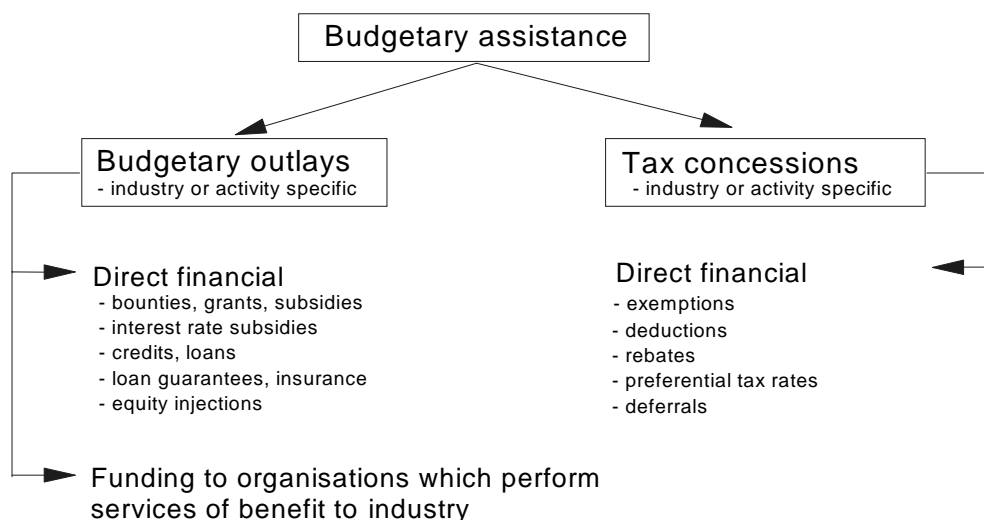 Budgetary assistance
Budgetary outlays
- industry or activity specific
Tax concessions
- industry or activity specific
Direct financial
- bounties, grants, subsidies
- interest rate subsidies
- credits, loans
- loan guarantees, insurance
- equity injections
Direct financial
- exemptions
- deductions
- rebates
- preferential tax rates
- deferrals
Funding to organisations which perform
services of benefit to industry